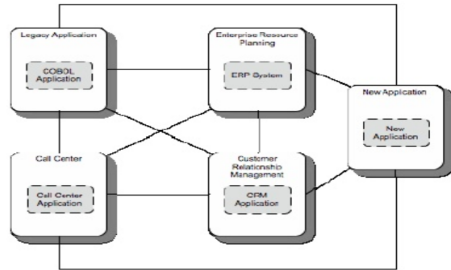 Legacy Application
COBOL
Application
Enterprise Resource
Planning
ERP System
New Application
New
Application
Call Center
Call Center
Application
Customer
Relationship
Management
CRM
Application